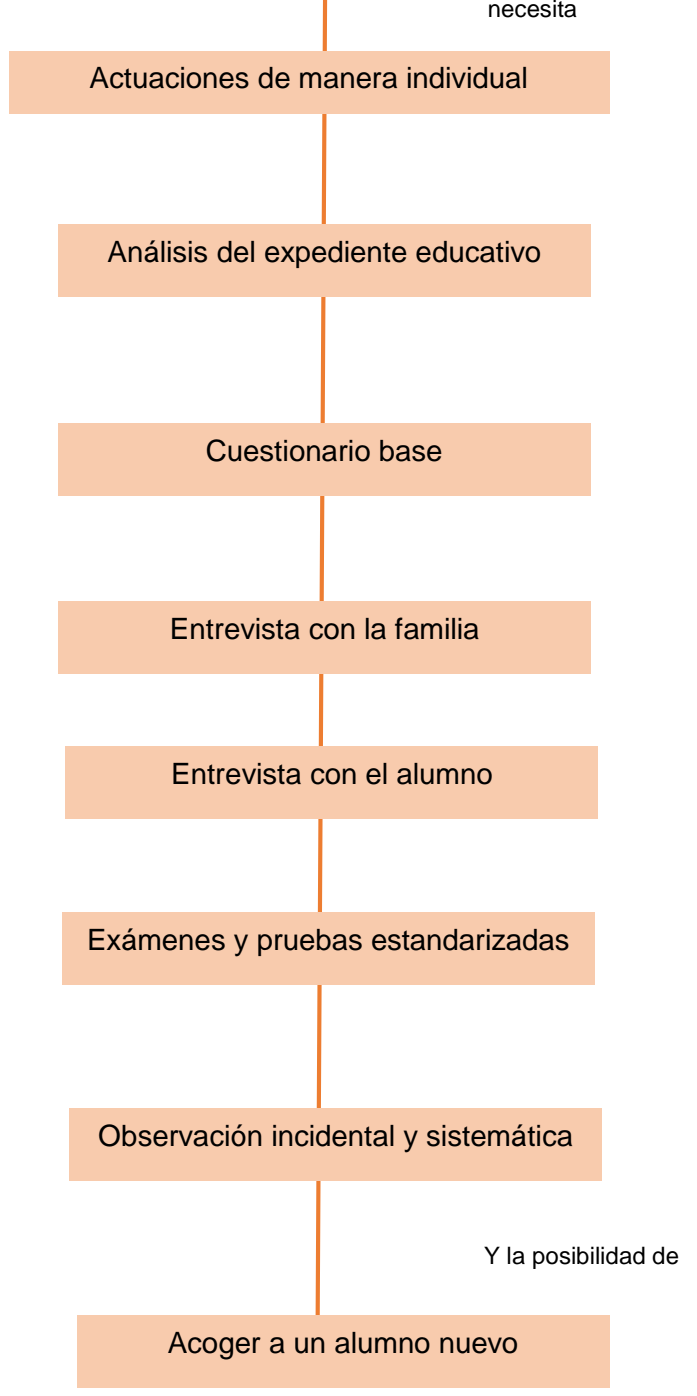 necesita
Actuaciones de manera individual
Análisis del expediente educativo
Cuestionario base
Entrevista con la familia
Entrevista con el alumno
Exámenes y pruebas estandarizadas
Observación incidental y sistemática
Y la posibilidad de
Acoger a un alumno nuevo